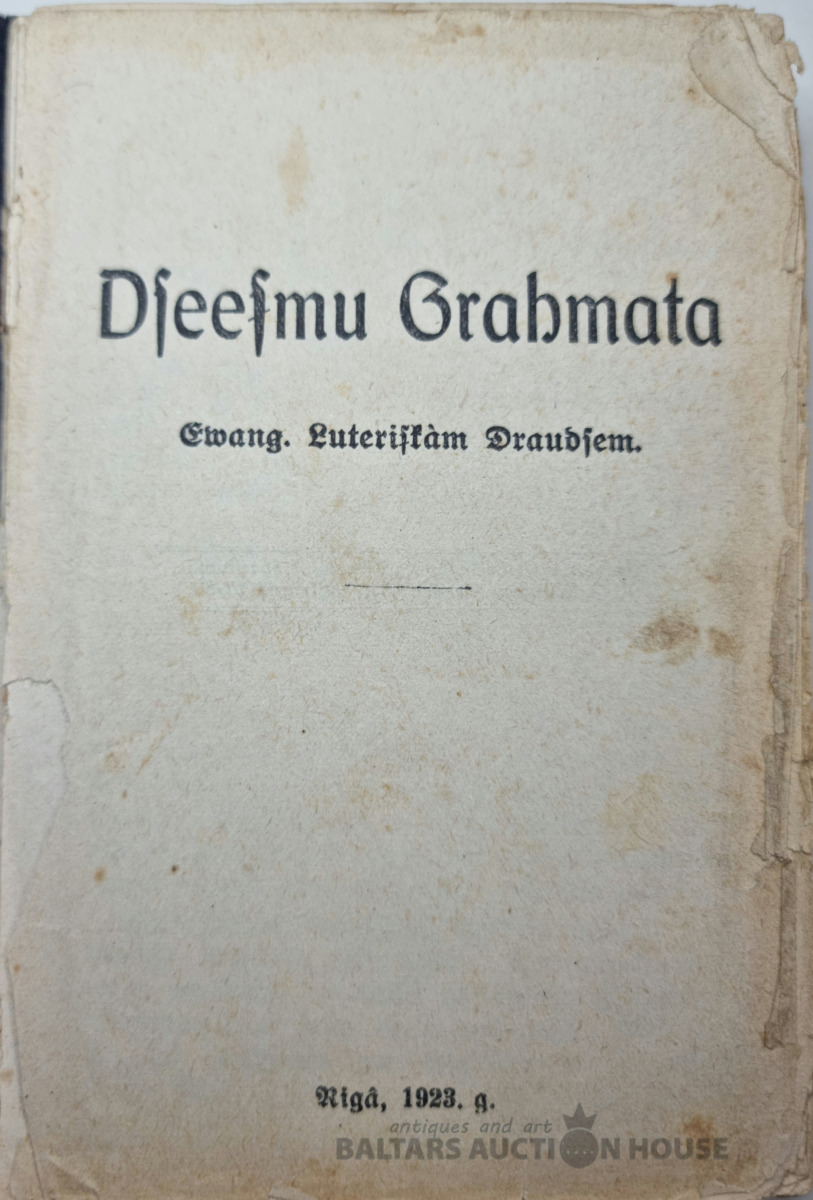 Dſeeſmu Grahmata
Ewang. Luteriſkàm Draudſem.
Rigâ, 1923. g.
antiques and art
BALTARS AUCTION HOUSE